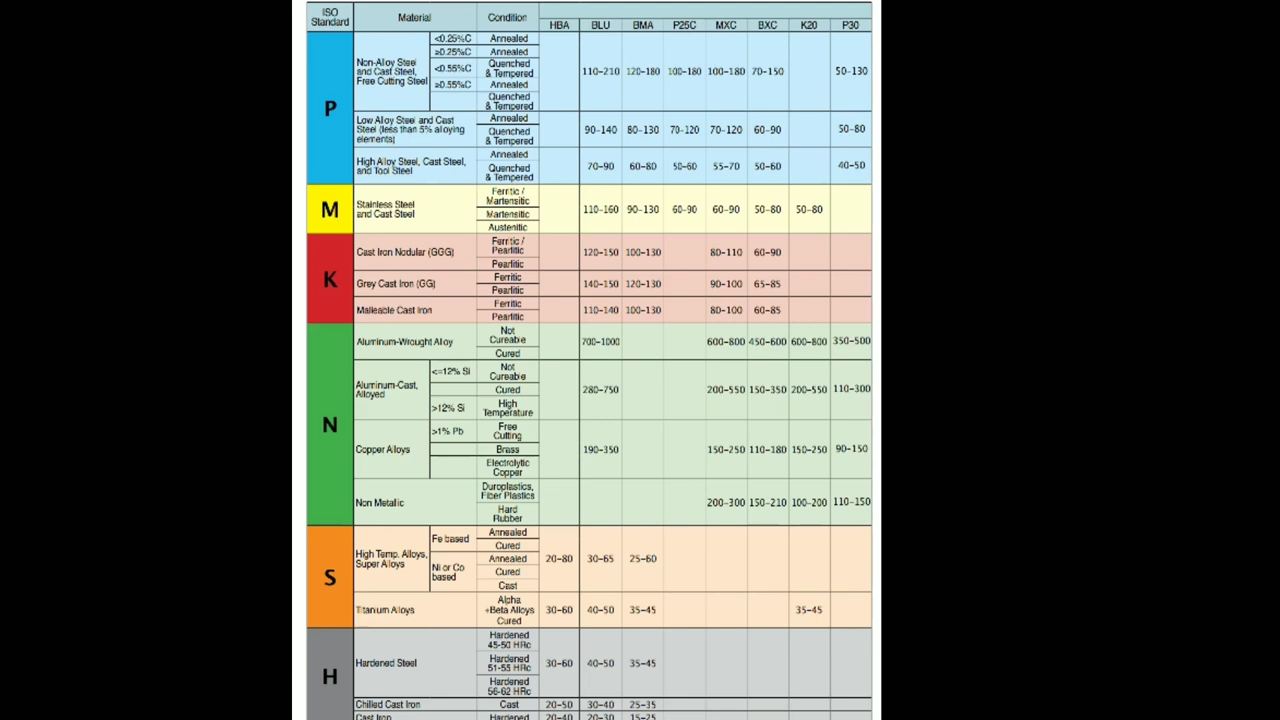 ISO Standard Material Condition HBA BLU BMA P25C MXC BXC K20 P30
P
Non-Alloy Steel and Cast Steel, Free Cutting Steel
<0.25%C Annealed
≥0.25%C Annealed
<0.55%C Quenched & Tempered
≥0.55%C Annealed
Quenched & Tempered
110-210 120-180 100-180 100-180 70-150 50-130
Low Alloy Steel and Cast Steel (less than 5% alloying elements)
Annealed
Quenched & Tempered
90-140 80-130 70-120 70-120 60-90 50-80
High Alloy Steel, Cast Steel, and Tool Steel
Annealed
Quenched & Tempered
70-90 60-80 50-60 55-70 50-60 40-50
M
Stainless Steel and Cast Steel
Ferritic / Martensitic
Martensitic
Austenitic
110-160 90-130 60-90 60-90 50-80 50-80
K
Cast Iron Nodular (GGG)
Ferritic / Pearlitic
Pearlitic
120-150 100-130 80-110 60-90
Grey Cast Iron (GG)
Ferritic
Pearlitic
140-150 120-130 90-100 65-85
Malleable Cast Iron
Ferritic
Pearlitic
110-140 100-130 80-100 60-85
N
Aluminum-Wrought Alloy
Not Cureable
Cured
700-1000 600-800 450-600 600-800 350-500
Aluminum-Cast, Alloyed
<=12% Si Not Cureable
Cured
>12% Si High Temperature
280-750 200-550 150-350 200-550 110-300
Copper Alloys
>1% Pb Free Cutting
Brass
Electrolytic Copper
190-350 150-250 110-180 150-250 90-150
Non Metallic
Duroplastics, Fiber Plastics
Hard Rubber
200-300 150-210 100-200 110-150
S
High Temp. Alloys, Super Alloys
Fe based Annealed
Cured
Ni or Co based Annealed
Cured
Cast
20-80 30-65 25-60
Titanium Alloys
Alpha +Beta Alloys Cured
30-60 40-50 35-45 35-45
H
Hardened Steel
Hardened 45-50 HRc
Hardened 51-55 HRc
Hardened 56-62 HRc
30-60 40-50 35-45
Chilled Cast Iron Cast 20-50 30-40 25-35
Cast Iron Hardened 20-40 20-30 15-25